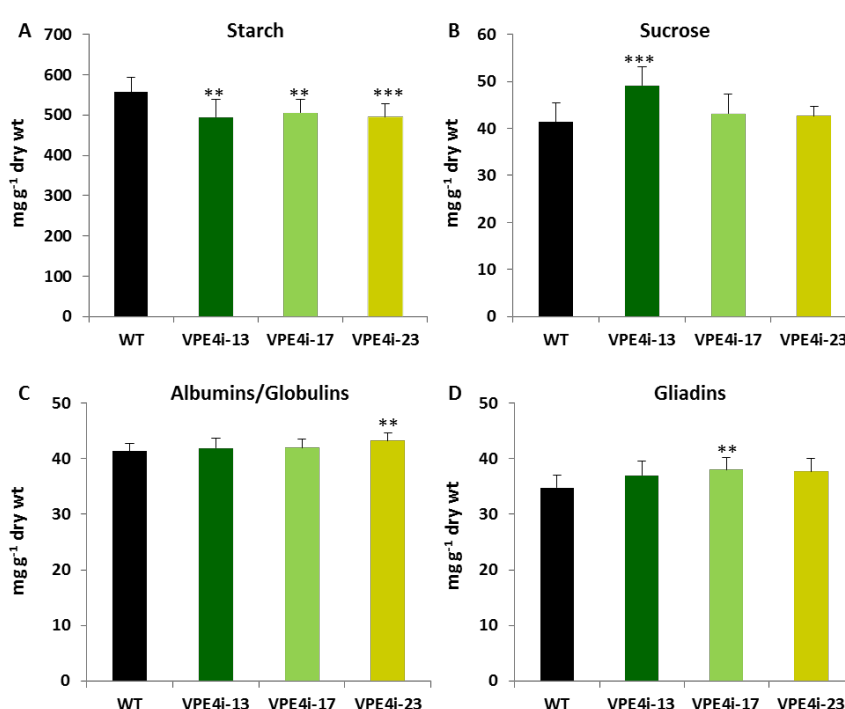 A Starch
mg g-1 dry wt
700
600
500
400
300
200
100
0
** ** ***
WT VPE4i-13 VPE4i-17 VPE4i-23
B Sucrose
mg g-1 dry wt
60
50
40
30
20
10
0
***
WT VPE4i-13 VPE4i-17 VPE4i-23
C Albumins/Globulins
mg g-1 dry wt
50
40
30
20
10
0
**
WT VPE4i-13 VPE4i-17 VPE4i-23
D Gliadins
mg g-1 dry wt
50
40
30
20
10
0
**
WT VPE4i-13 VPE4i-17 VPE4i-23